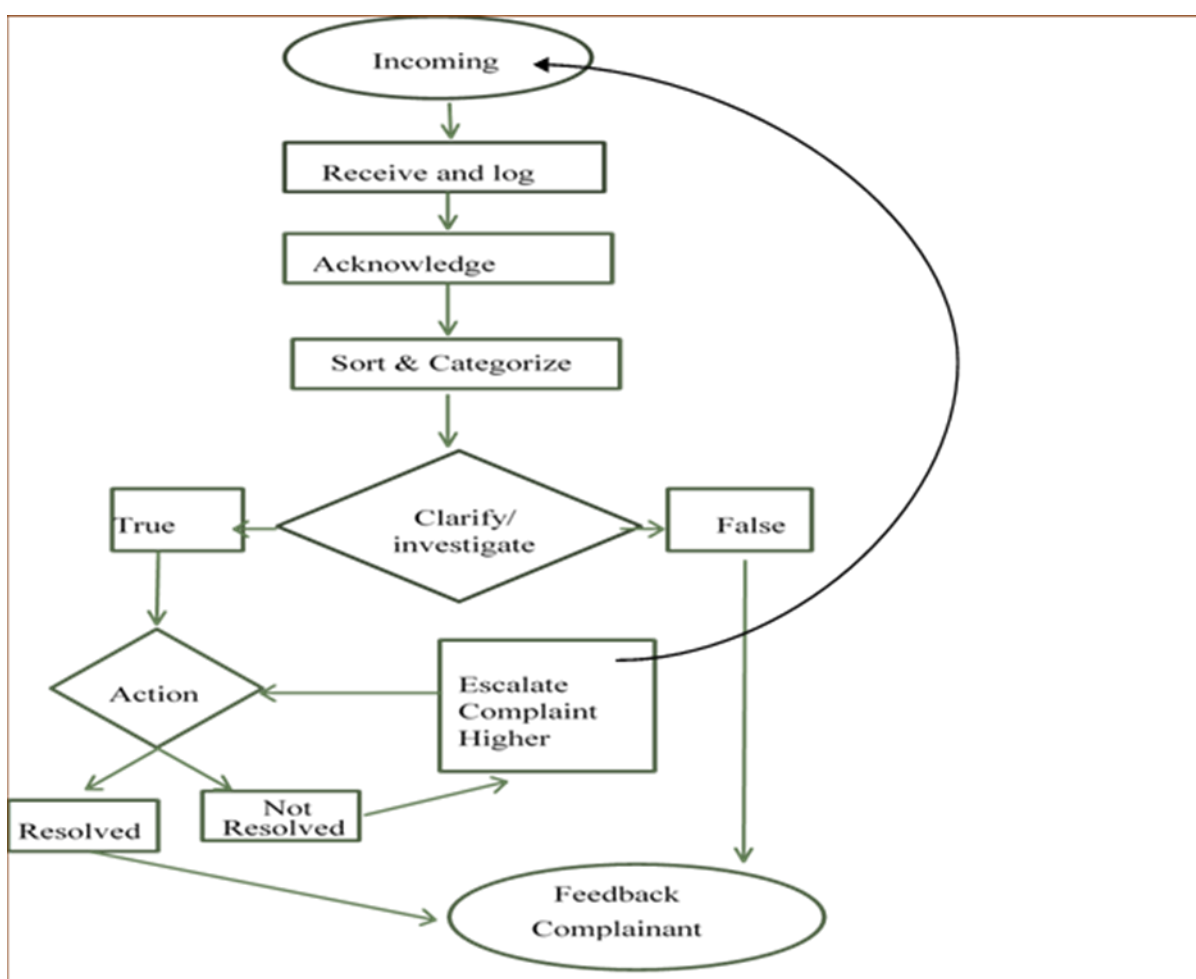 Incoming
Receive and log
Acknowledge
Sort & Categorize
Clarify/
investigate
True
False
Action
Escalate
Complaint
Higher
Not
Resolved
Resolved
Feedback
Complainant